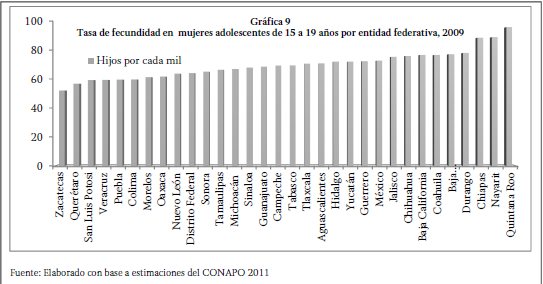 Gráfica 9
Tasa de fecundidad en mujeres adolescentes de 15 a 19 años por entidad federativa, 2009
100
80
60
40
20
0
Hijos por cada mil
Zacatecas
Querétaro
San Luis Potosí
Veracruz
Puebla
Colima
Morelos
Oaxaca
Nuevo León
Distrito Federal
Sonora
Tamaulipas
Michoacán
Sinaloa
Guanajuato
Campeche
Tabasco
Tlaxcala
Aguascalientes
Hidalgo
Yucatán
Guerrero
México
Jalisco
Chihuahua
Baja California
Coahuila
Baja..
Durango
Chiapas
Nayarit
Quintana Roo
Fuente: Elaborado con base a estimaciones del CONAPO 2011